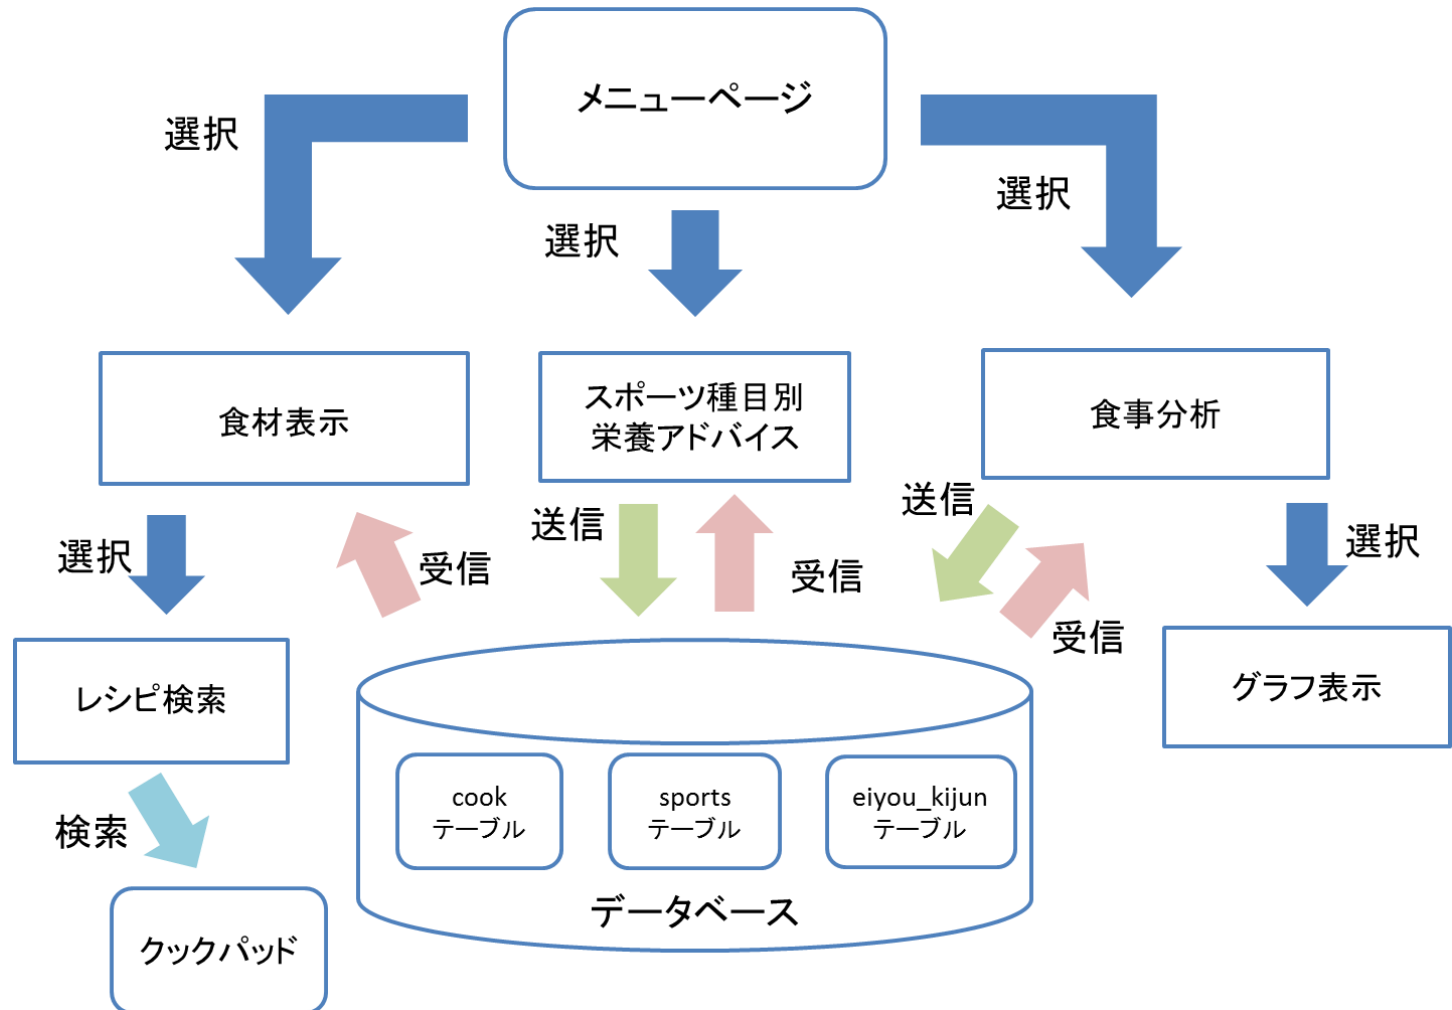 メニューページ
選択
選択
選択
食材表示
スポーツ種目別
栄養アドバイス
食事分析
選択
受信
送信
受信
送信
受信
選択
レシピ検索
グラフ表示
検索
クックパッド
cook
テーブル
sports
テーブル
eiyou_kijun
テーブル
データベース